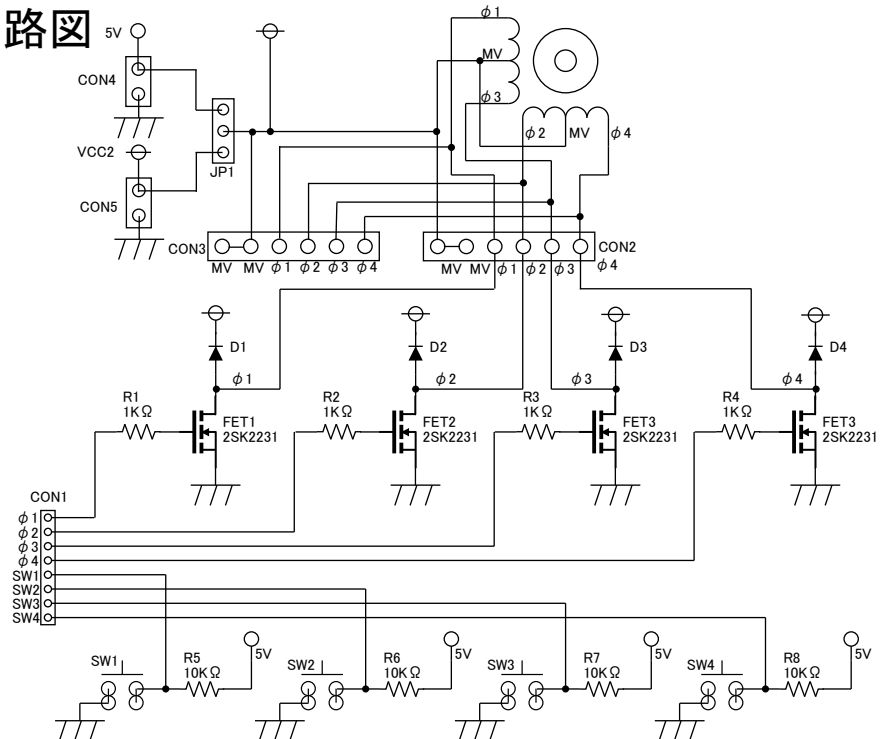 路図
5V
CON4
VCC2
CON5
JP1
φ1
MV
φ3
φ2
MV
φ4
CON3
MV
MV
φ1
φ2
φ3
φ4
CON2
MV
MV
φ1
φ2
φ3
φ4
D1
D2
D3
D4
φ1
φ2
φ3
φ4
R1
1KΩ
R2
1KΩ
R3
1KΩ
R4
1KΩ
FET1
2SK2231
FET2
2SK2231
FET3
2SK2231
FET3
2SK2231
CON1
φ1
φ2
φ3
φ4
SW1
SW2
SW3
SW4
SW1
R5
10KΩ
5V
SW2
R6
10KΩ
5V
SW3
R7
10KΩ
5V
SW4
R8
10KΩ
5V